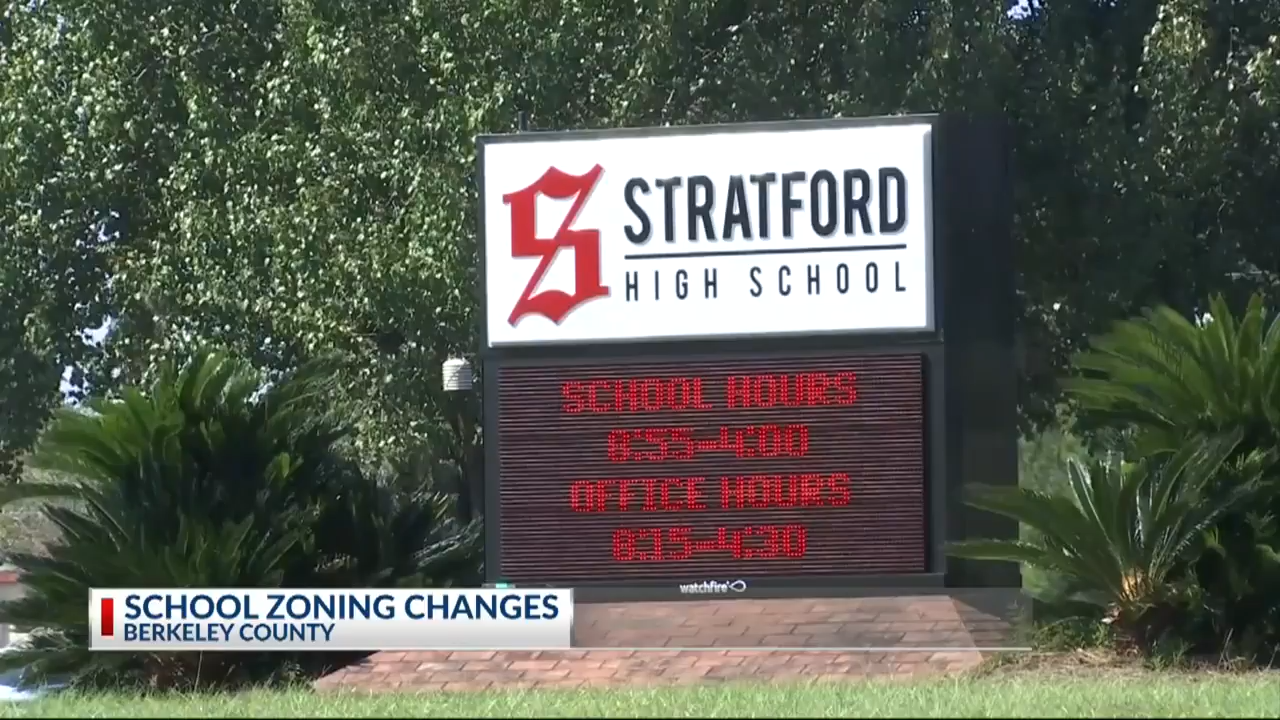 S STRATFORD
HIGH SCHOOL
SCHOOL HOURS
8:55-4:00
OFFICE HOURS
8:15-4:30
watchfire
SCHOOL ZONING CHANGES
BERKELEY COUNTY